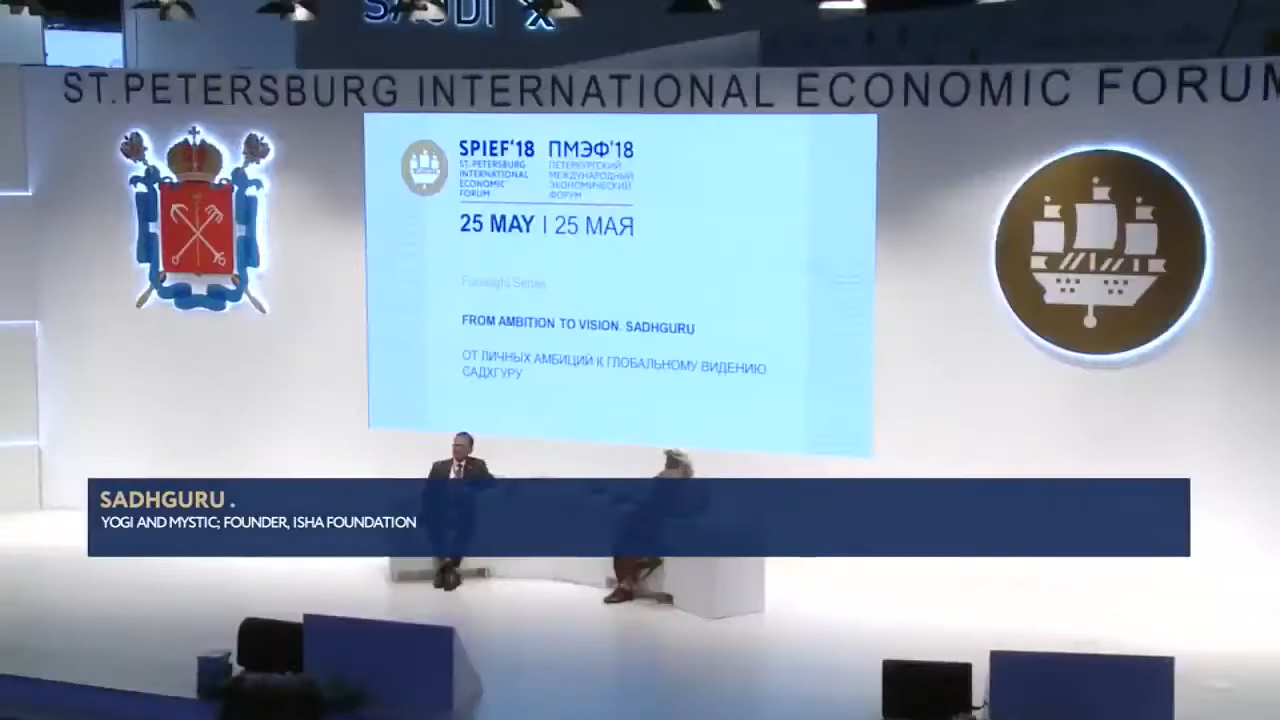 SAUDI
ST.PETERSBURG INTERNATIONAL ECONOMIC FORUM
SPIEF'18
ST. PETERSBURG
INTERNATIONAL
ECONOMIC
FORUM
ПМЭФ'18
ПЕТЕРБУРГСКИЙ
МЕЖДУНАРОДНЫЙ
ЭКОНОМИЧЕСКИЙ
ФОРУМ
25 MAY | 25 МАЯ
Foresight Series
FROM AMBITION TO VISION. SADHGURU
ОТ ЛИЧНЫХ АМБИЦИЙ К ГЛОБАЛЬНОМУ ВИДЕНИЮ
САДХГУРУ
SADHGURU .
YOGI AND MYSTIC; FOUNDER, ISHA FOUNDATION